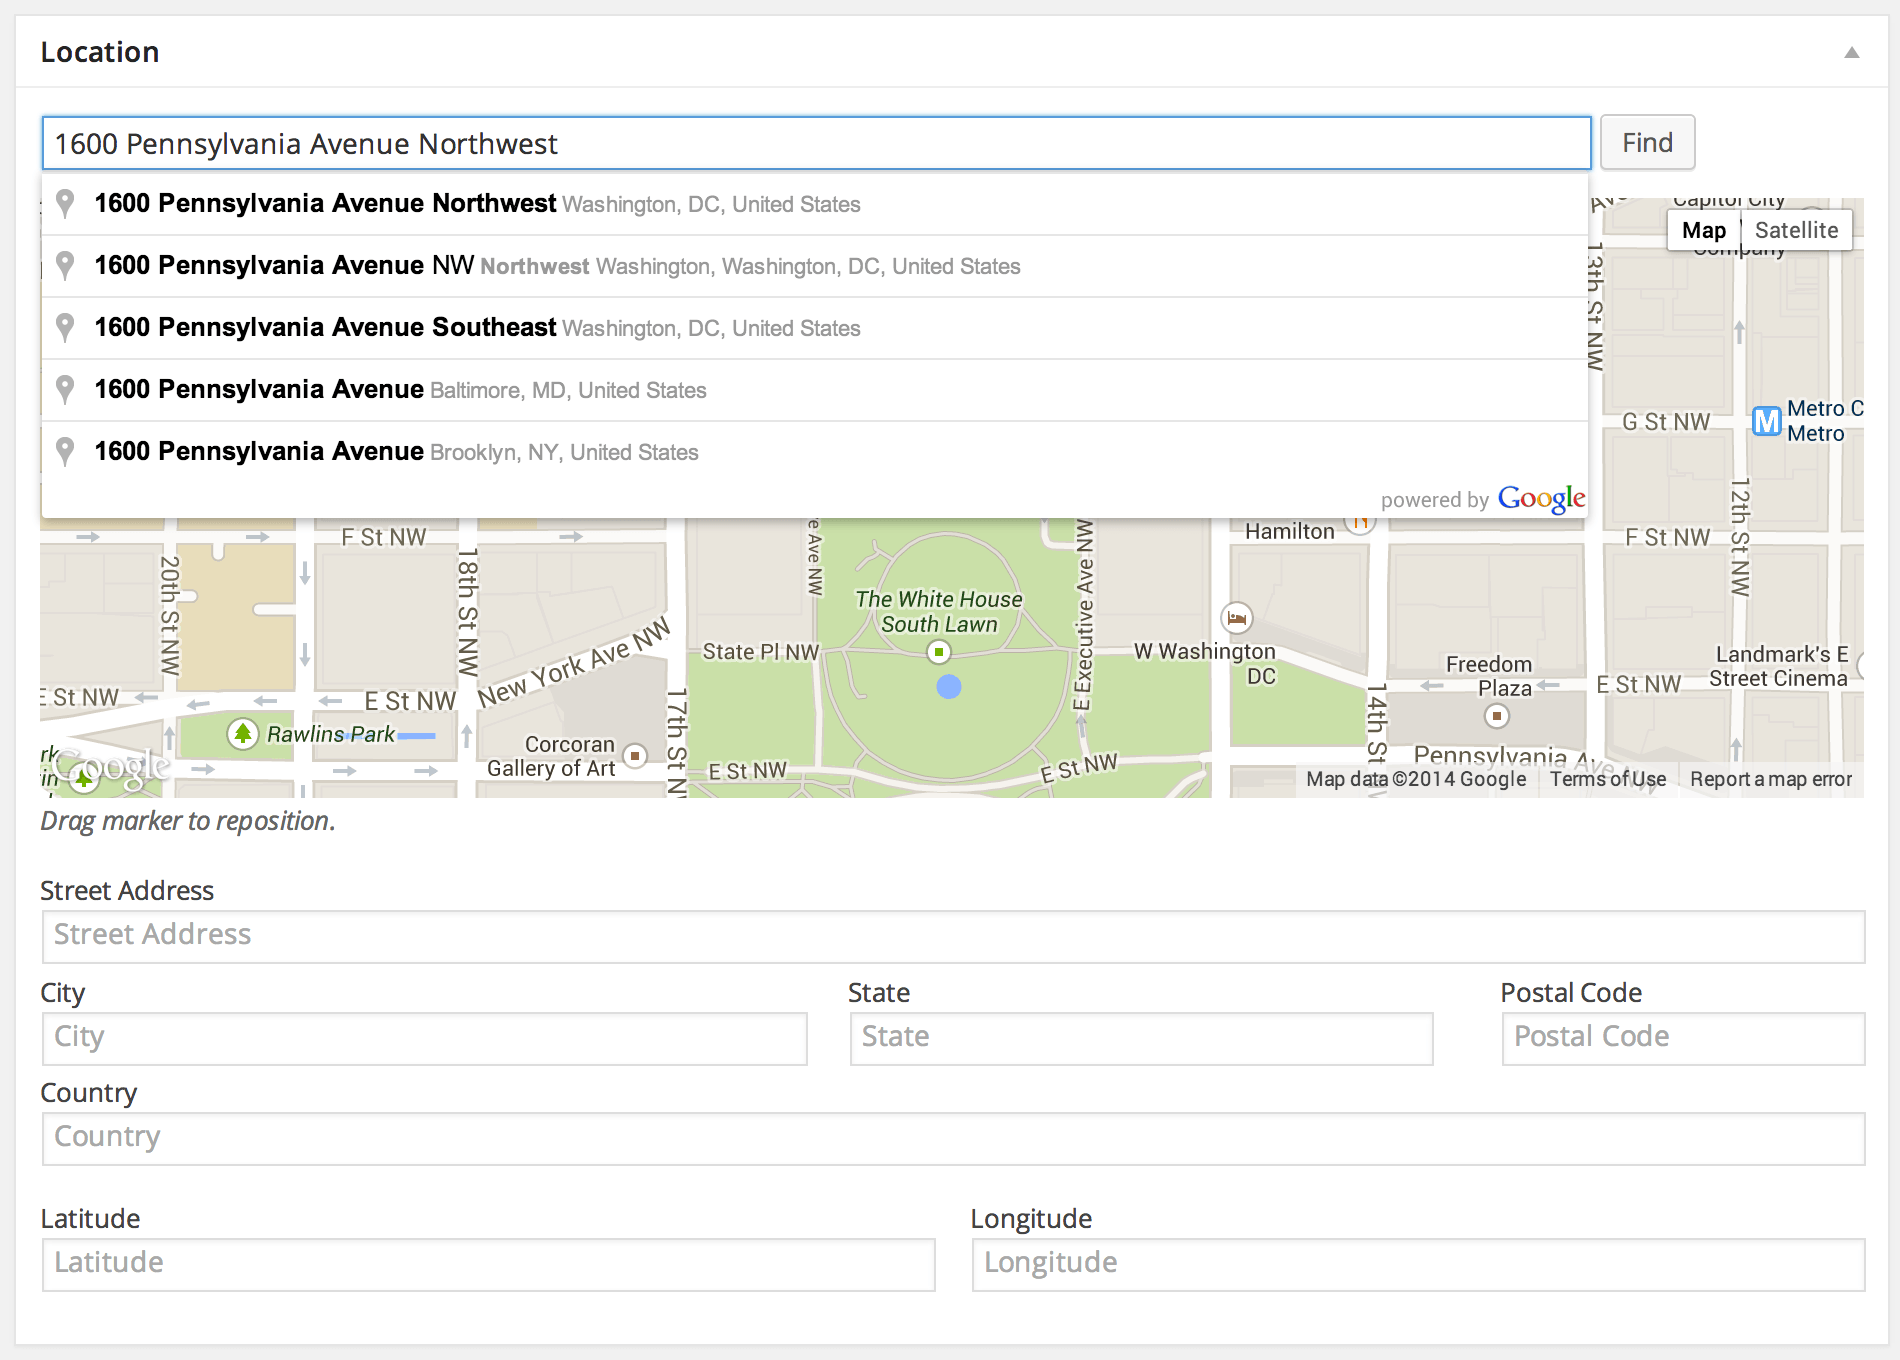 Location
1600 Pennsylvania Avenue Northwest
Find
1600 Pennsylvania Avenue Northwest Washington, DC, United States
1600 Pennsylvania Avenue NW Northwest Washington, Washington, DC, United States
1600 Pennsylvania Avenue Southeast Washington, DC, United States
1600 Pennsylvania Avenue Baltimore, MD, United States
1600 Pennsylvania Avenue Brooklyn, NY, United States
powered by Google
Capitol City
Company
Map
Satellite
13th St NW
G St NW
Metro C
Metro
12th St NW
F St NW
Hamilton
F St NW
20th St NW
18th St NW
e Ave NW
E Executive Ave NW
The White House
South Lawn
State Pl NW
New York Ave NW
W Washington
DC
Freedom
Plaza
Landmark's E
Street Cinema
E St NW
E St NW
E St NW
17th St N
14th St
Rawlins Park
Corcoran
Gallery of Art
E St NW
E St NW
Pennsylvania Ave NW
Google
Map data ©2014 Google
Terms of Use
Report a map error
Drag marker to reposition.
Street Address
Street Address
City
City
State
State
Postal Code
Postal Code
Country
Country
Latitude
Latitude
Longitude
Longitude